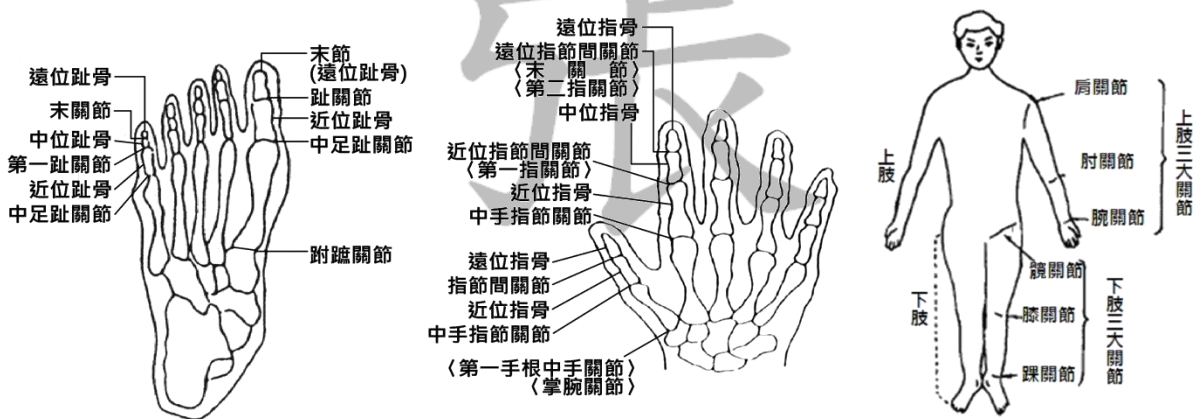 遠位趾骨
末關節
中位趾骨
第一趾關節
近位趾骨
中足趾關節
末節
(遠位趾骨)
趾關節
近位趾骨
中足趾關節
跗蹠關節
遠位指骨
遠位指節間關節
〈末 關 節〉
〈第二指關節〉
中位指骨
近位指節間關節
〈第一指關節〉
近位指骨
中手指節關節
遠位指骨
指節間關節
近位指骨
中手指節關節
〈第一手根中手關節〉
〈掌腕關節〉
上肢
下肢
肩關節
肘關節
腕關節
上肢三大關節
髖關節
膝關節
踝關節
下肢三大關節